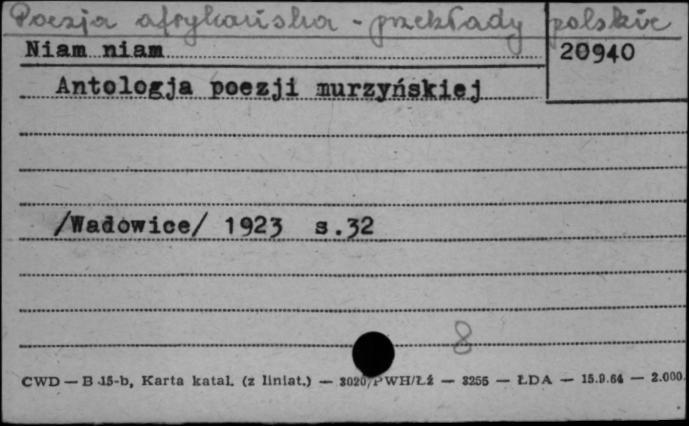 Poezja afrykańska - przekłady polskie
Niam niam
20940
Antologja poezji murzyńskiej
/Wadowice/ 1923 s.32
8
CWD — B 15-b, Karta katal. (z liniat.) — 3020/PWH/Łź — 3255 — ŁDA — 15.9.64 — 2.000.